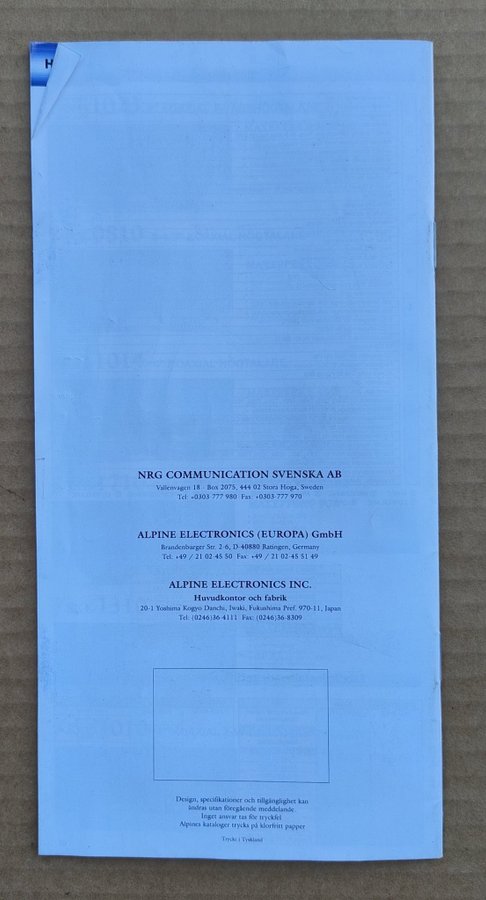 H
NRG COMMUNICATION SVENSKA AB
Vallenvagen 18 - Box 2075, 444 02 Stora Hoga, Sweden
Tel: +0303-777 980 Fax: +0303-777 970
ALPINE ELECTRONICS (EUROPA) GmbH
Brandenburger Str. 2-6, D-40880 Ratingen, Germany
Tel: +49 / 21 02-45 50 Fax: +49 / 21 02-45 51 49
ALPINE ELECTRONICS INC.
Huvudkontor och fabrik
20-1 Yoshima Kogyo Danchi, Iwaki, Fukushima Pref. 970-11, Japan
Tel: (0246)36-4111 Fax: (0246)36-8309
Design, specifikationer och tillgänglighet kan
ändras utan föregående meddelande
Inget ansvar tas för tryckfel
Alpines kataloger trycks på klorfritt papper
Tryckt i Tyskland